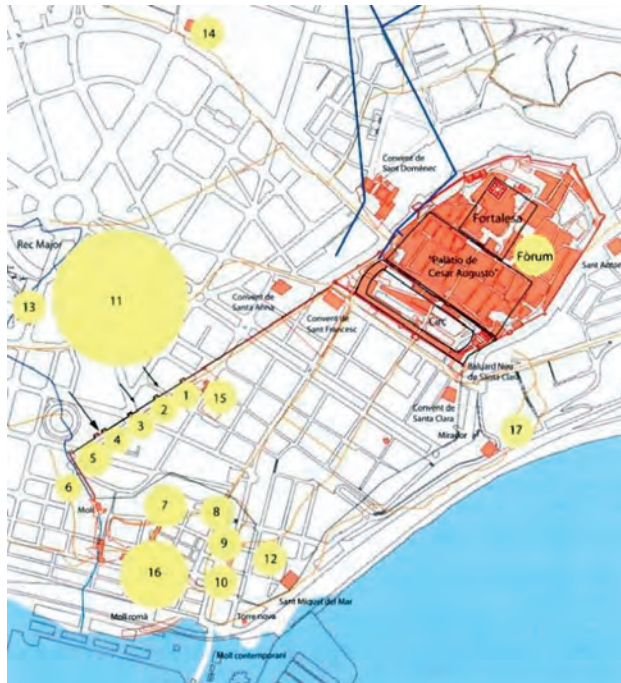 14
Convent de
Sant Domènec
Fortalesa
Fòrum
"Palatio de
Cesar Augusto"
Sant Antoni
Rec Major
11
13
Convent de
Santa Anna
Convent de
Sant Francesc
Circ
Baluard Nou
de Santa Clara
Convent de
Santa Clara
Mirador
17
1
15
2
3
4
5
6
Molí
7
8
9
12
16
10
Sant Miquel del Mar
Moll romà
Torre nova
Moll contemporani